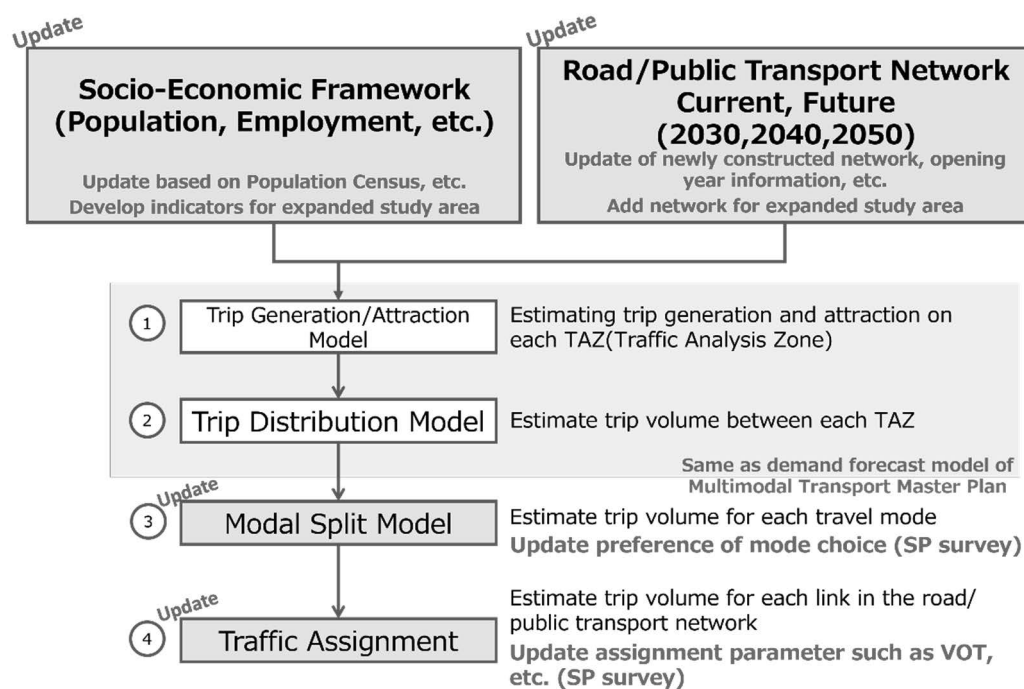 Update
Socio-Economic Framework
(Population, Employment, etc.)
Update based on Population Census, etc.
Develop indicators for expanded study area
Update
Road/Public Transport Network
Current, Future
(2030,2040,2050)
Update of newly constructed network, opening
year information, etc.
Add network for expanded study area
1
Trip Generation/Attraction
Model
Estimating trip generation and attraction on
each TAZ(Traffic Analysis Zone)
2
Trip Distribution Model
Estimate trip volume between each TAZ
Same as demand forecast model of
Multimodal Transport Master Plan
Update
3
Modal Split Model
Estimate trip volume for each travel mode
Update preference of mode choice (SP survey)
Update
4
Traffic Assignment
Estimate trip volume for each link in the road/
public transport network
Update assignment parameter such as VOT,
etc. (SP survey)